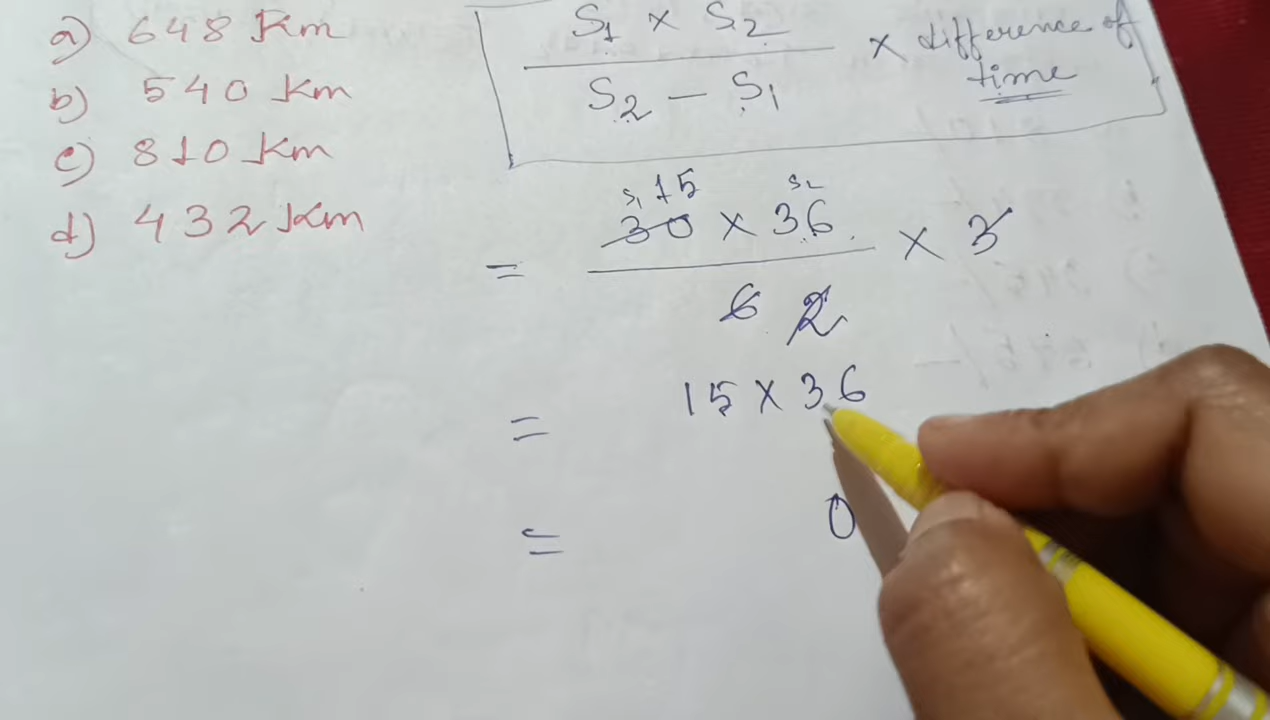 a) 648 Km
b) 540 Km
c) 810 Km
d) 432 Km
S1 × S2
× difference of
time
S2 – S1
S1 15 S2
30 × 36
= × 3
6 2
= 15 × 36
= 0